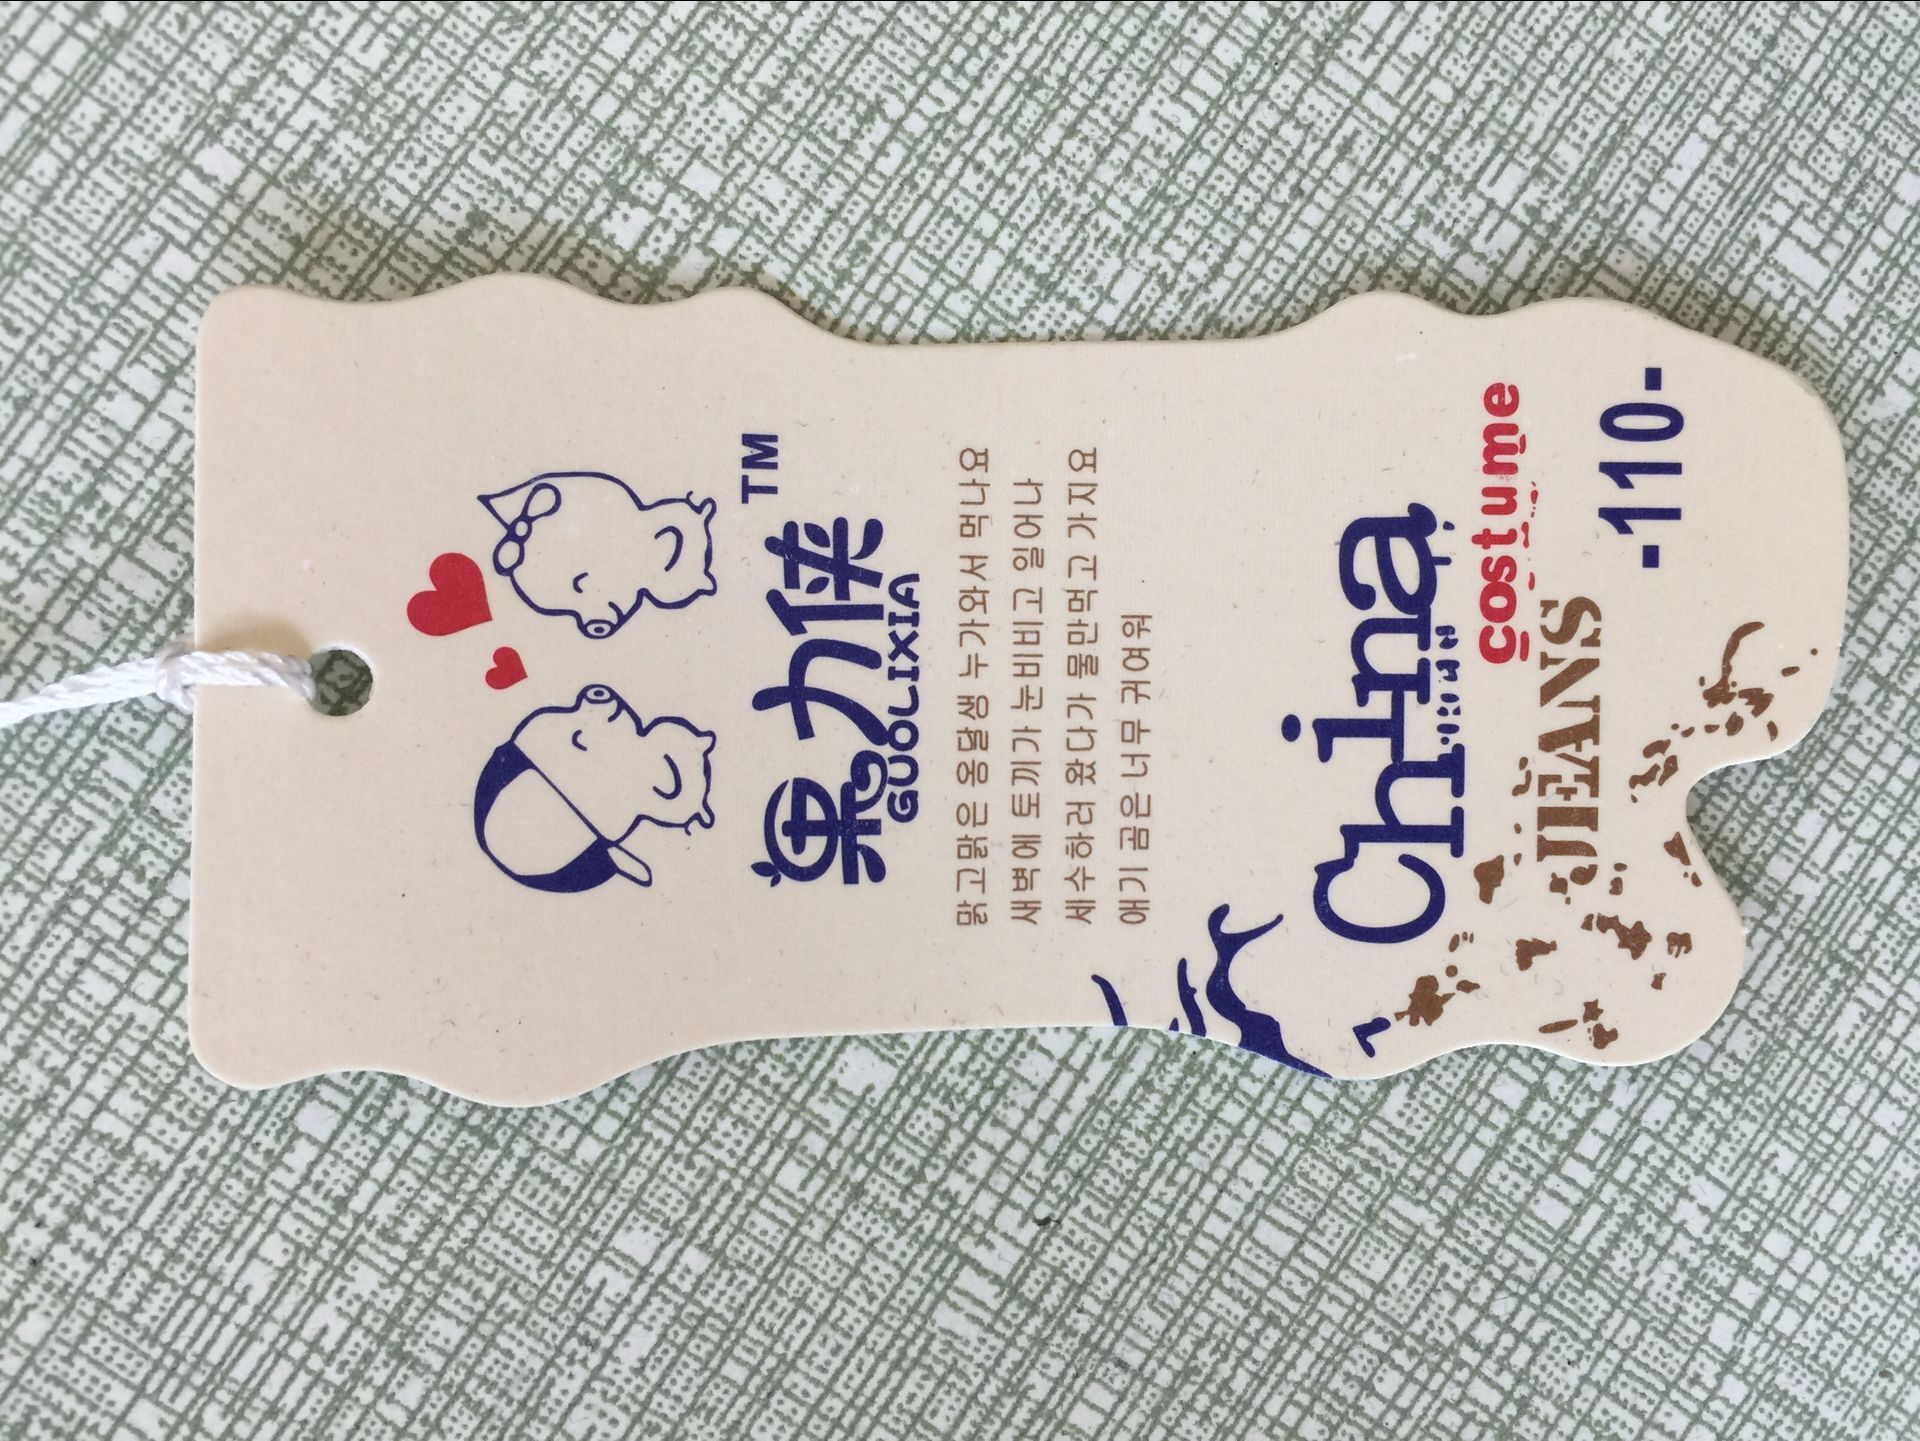 果力侠 TM
GUOLIXIA
맑고맑은 옹달샘 누가와서 먹나요
새벽에 토끼가 눈비비고 일어나
세수하러 왔다가 물만먹고 가지요
애기 곰은 너무 귀여워
China
costume
JEANS
-110-